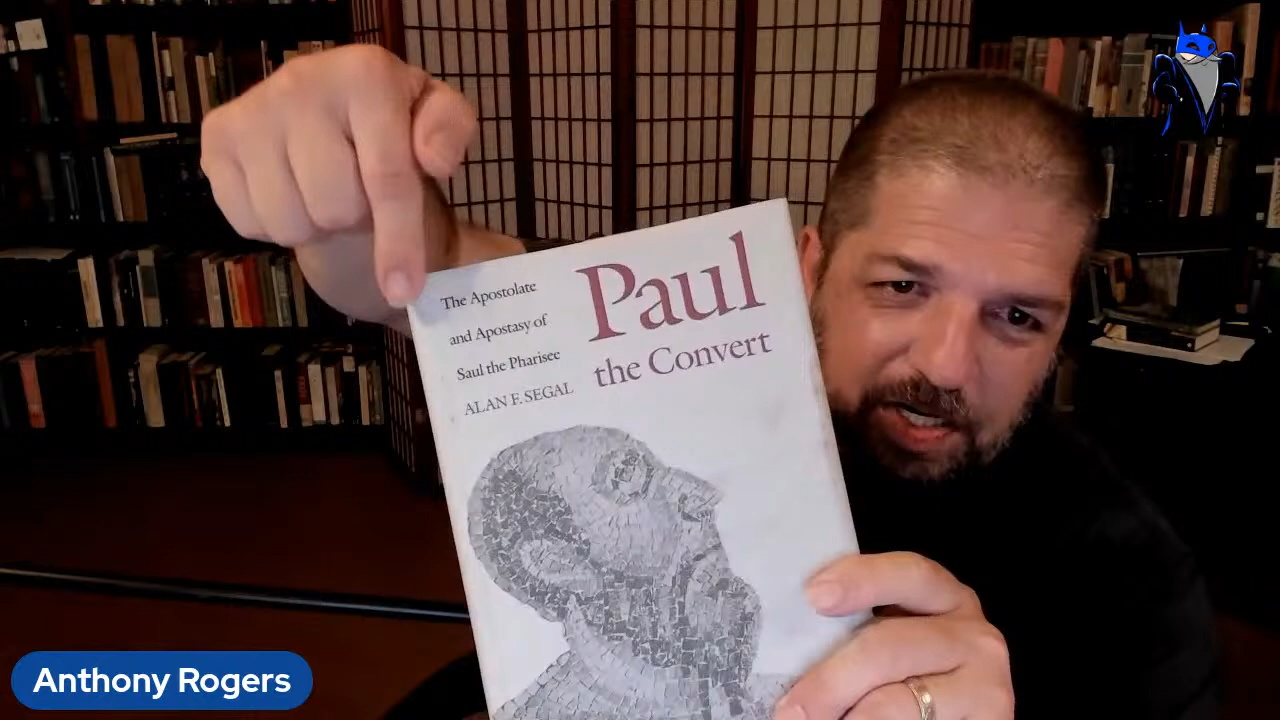 The Apostolate
and Apostasy of
Saul the Pharisee
ALAN F. SEGAL
Paul
the Convert
Anthony Rogers